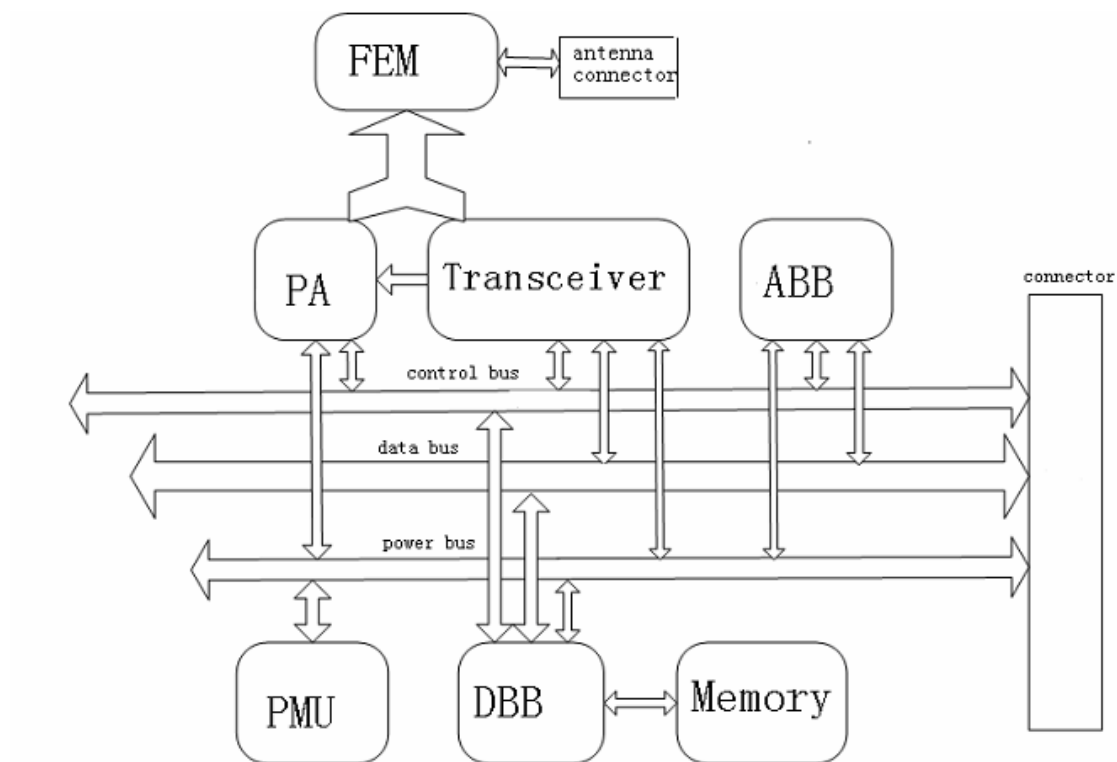 FEM
antenna
connector
PA
Transceiver
ABB
connector
control bus
data bus
power bus
PMU
DBB
Memory